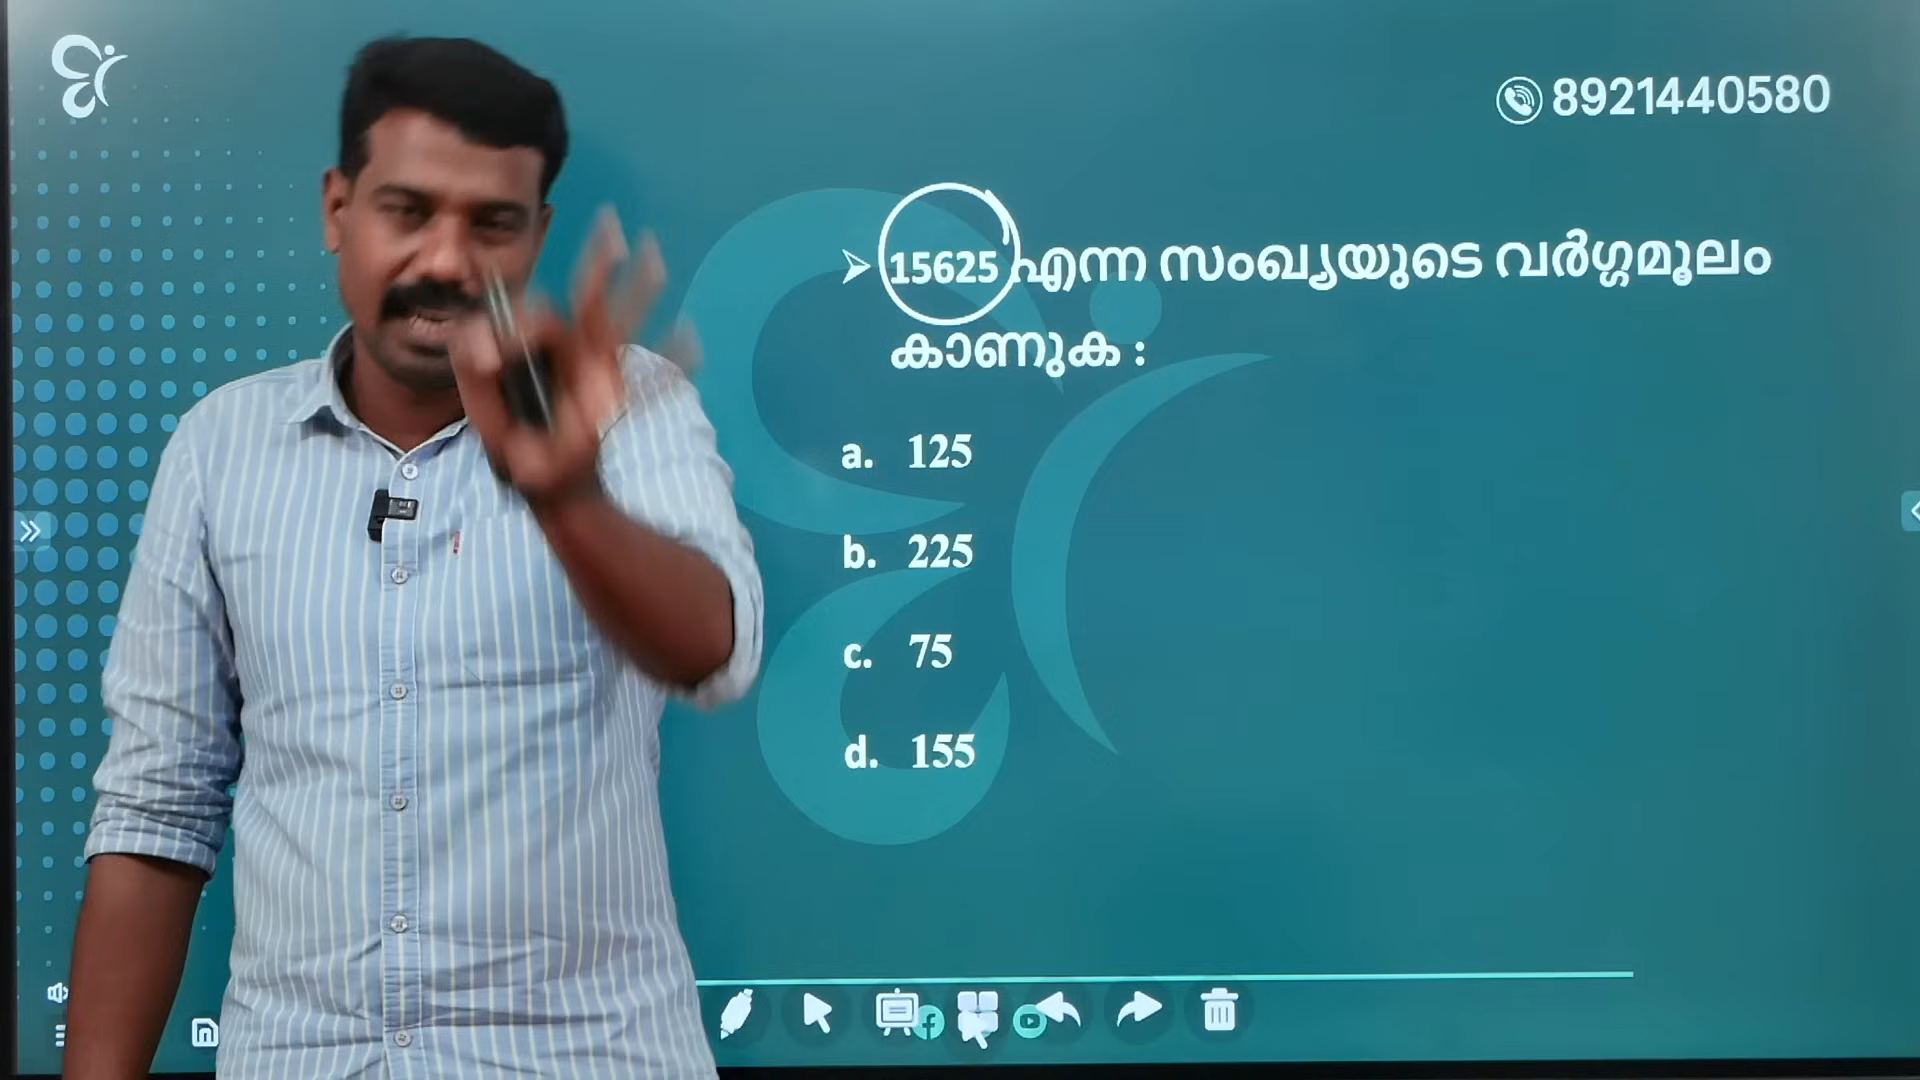 8921440580
➢ 15625 എന്ന സംഖ്യയുടെ വർഗ്ഗമൂലം
കാണുക :
a. 125
b. 225
c. 75
d. 155